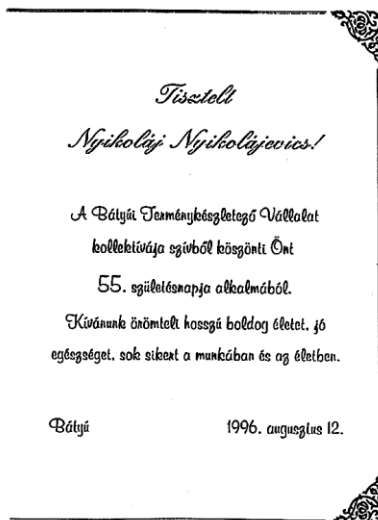 Tisztelt
Nyikoláj Nyikolájevics!
A Bátyúi Terménykészletező Vállalat
kollektívája szívből köszönti Önt
55. születésnapja alkalmából.
Kívánunk örömteli hosszú boldog életet, jó
egészséget, sok sikert a munkában és az életben.
Bátyú 1996. augusztus 12.